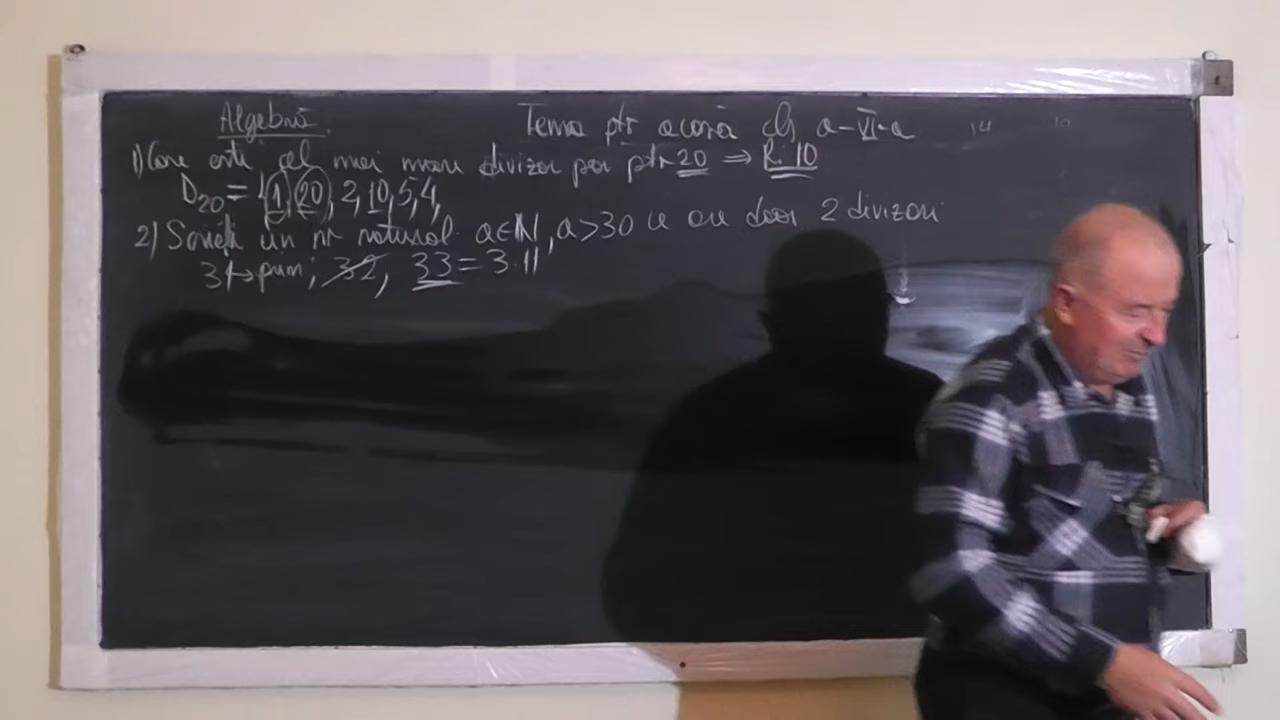 Algebră Tema ptr acasă cls a-VI-a
1) Care este cel mai mare divizor par ptr 20 ⇒ R. 10
D20 = {1, 20, 2, 10, 5, 4,
2) Scrieți un nr natural a∈N, a>30 ce are doar 2 divizori
31→prim; 32, 33=3·11